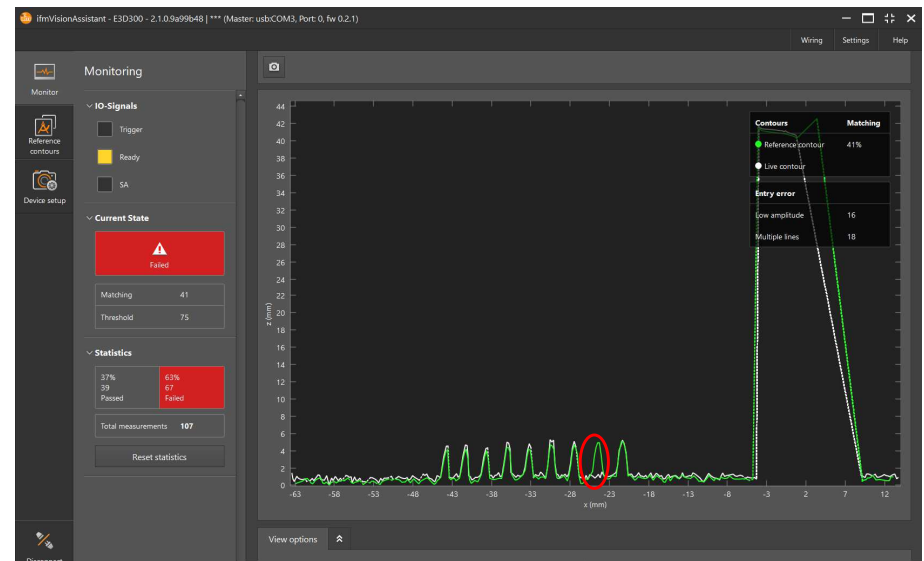 ifmVisionAssistant - E3D300 - 2.1.0.9a99b48 | *** (Master: usb:COM3, Port: 0, fw 0.2.1)
Wiring Settings Help
Monitor
Reference contours
Device setup
Monitoring
IO-Signals
Trigger
Ready
SA
Current State
Failed
Matching 41
Threshold 75
Statistics
37% 63%
39 67
Passed Failed
Total measurements 107
Reset statistics
Contours Matching
Reference contour 41%
Live contour
Entry error
Low amplitude 16
Multiple lines 18
z (mm)
44
42
40
38
36
34
32
30
28
26
24
22
20
18
16
14
12
10
8
6
4
2
0
-63 -58 -53 -48 -43 -38 -33 -28 -23 -18 -13 -8 -3 2 7 12
x (mm)
View options
Disconnect